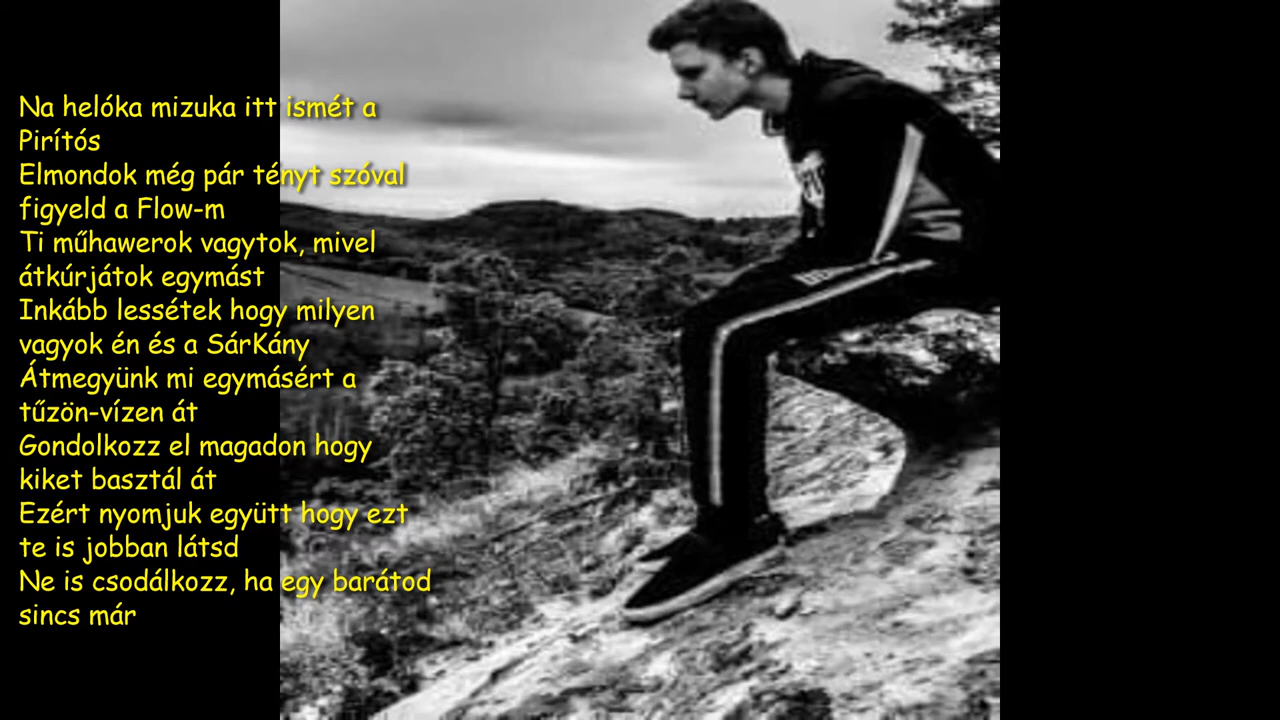 Na helóka mizuka itt ismét a
Pirítós
Elmondok még pár tényt szóval
figyeld a Flow-m
Ti műhawerok vagytok, mivel
átkúrjátok egymást
Inkább lessétek hogy milyen
vagyok én és a SárKány
Átmegyünk mi egymásért a
tűzön-vízen át
Gondolkozz el magadon hogy
kiket basztál át
Ezért nyomjuk együtt hogy ezt
te is jobban látsd
Ne is csodálkozz, ha egy barátod
sincs már